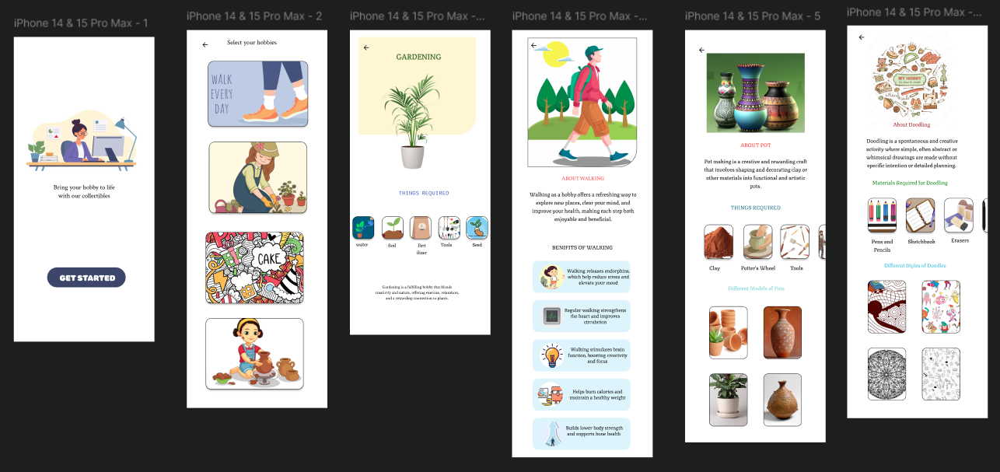 iPhone 14 & 15 Pro Max - 1
Bring your hobby to life
with our collectibles
GET STARTED
iPhone 14 & 15 Pro Max - 2
Select your hobbies
WALK
EVERY
DAY
CAKE
iPhone 14 & 15 Pro Max -...
GARDENING
THINGS REQUIRED
water
Soil
Fert
ilizer
Tools
Seed
Gardening is a fulfilling hobby that blends
creativity and nature, offering exercise, relaxation,
and a rewarding connection to plants.
iPhone 14 & 15 Pro Max -...
ABOUT WALKING
Walking as a hobby offers a refreshing way to
explore new places, clear your mind, and
improve your health, making each step both
enjoyable and beneficial.
BENIFITS OF WALKING
Walking releases endorphins,
which help reduce stress and
elevate your mood
Regular walking strengthens
the heart and improves
circulation
Walking stimulates brain
function, boosting creativity
and focus
Helps burn calories and
maintain a healthy weight
Builds lower body strength
and supports bone health
iPhone 14 & 15 Pro Max - 5
ABOUT POT
Pot making is a creative and rewarding craft
that involves shaping and decorating clay or
other materials into functional and artistic
pots.
THINGS REQUIRED
Clay
Potter's Wheel
Tools
Different Models of Pots
iPhone 14 & 15 Pro Max -...
MY HOBBY
About Doodling
Doodling is a spontaneous and creative
activity where simple, often abstract or
whimsical drawings are made without
specific intention or detailed planning.
Materials Required for Doodling
Pens and
Pencils
Sketchbook
Erasers
Different Styles of Doodles